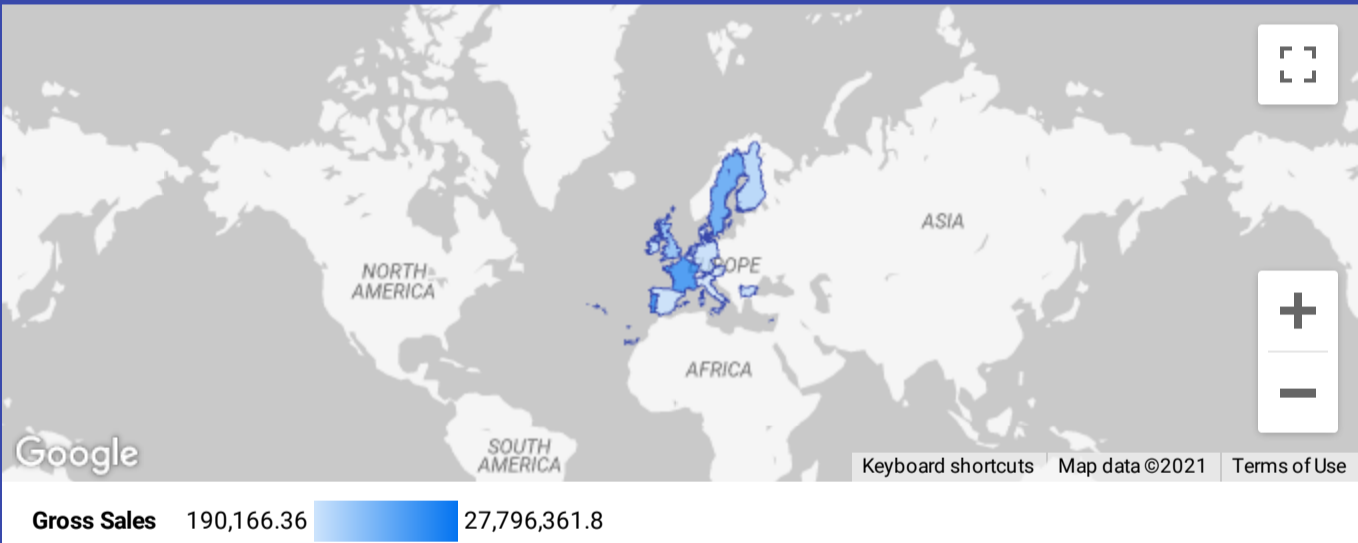 ASIA
OPE
NORTH
AMERICA
AFRICA
SOUTH
AMERICA
Google
Keyboard shortcuts
Map data ©2021
Terms of Use
Gross Sales 190,166.36 27,796,361.8